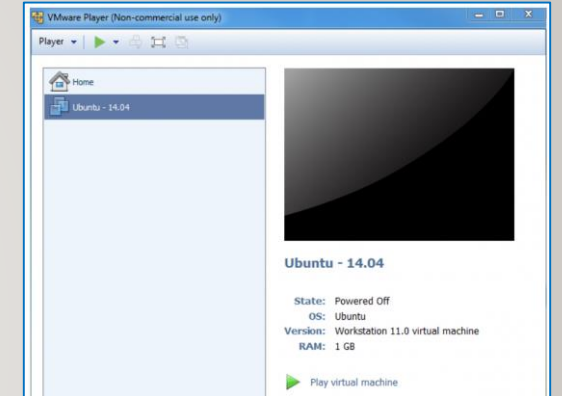 VMware Player (Non-commercial use only)
Player
Home
Ubuntu - 14.04
Ubuntu - 14.04
State: Powered Off
OS: Ubuntu
Version: Workstation 11.0 virtual machine
RAM: 1 GB
Play virtual machine